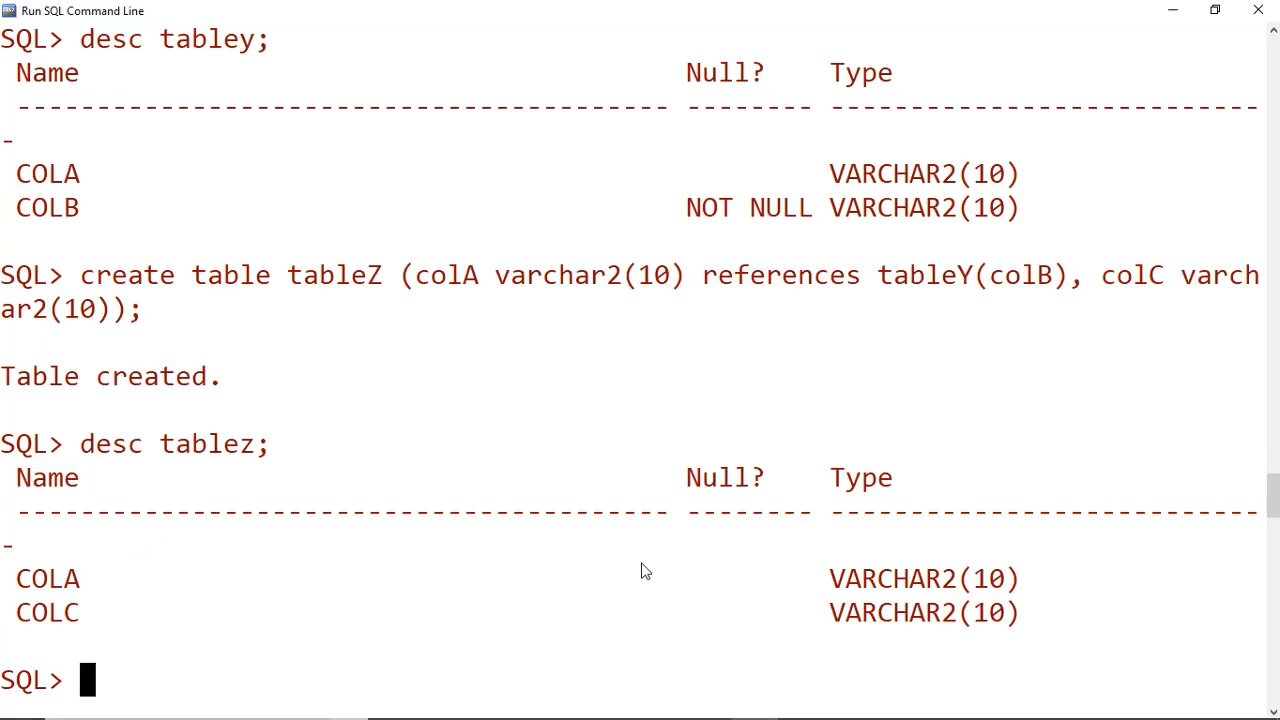 Run SQL Command Line
SQL> desc tabley;
 Name                                      Null?    Type
 ----------------------------------------- -------- ---------------------------
-
 COLA                                               VARCHAR2(10)
 COLB                                      NOT NULL VARCHAR2(10)
SQL> create table tableZ (colA varchar2(10) references tableY(colB), colC varch
ar2(10));
Table created.
SQL> desc tablez;
 Name                                      Null?    Type
 ----------------------------------------- -------- ---------------------------
-
 COLA                                               VARCHAR2(10)
 COLC                                               VARCHAR2(10)
SQL>